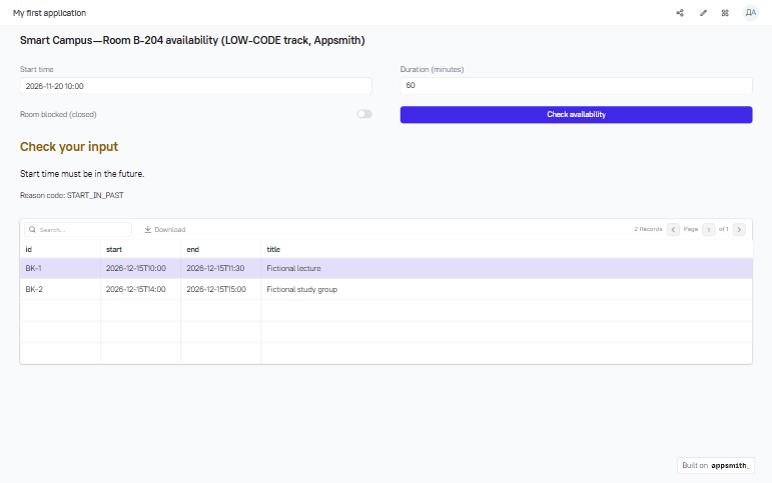 My first application
ДА
Smart Campus—Room B-204 availability (LOW-CODE track, Appsmith)
Start time
2026-11-20 10:00
Duration (minutes)
60
Room blocked (closed)
Check availability
Check your input
Start time must be in the future.
Reason code: START_IN_PAST
Search...
Download
2 Records
Page
1
of 1
id start end title
BK-1 2026-12-15T10:00 2026-12-15T11:30 Fictional lecture
BK-2 2026-12-15T14:00 2026-12-15T15:00 Fictional study group
Built on appsmith_